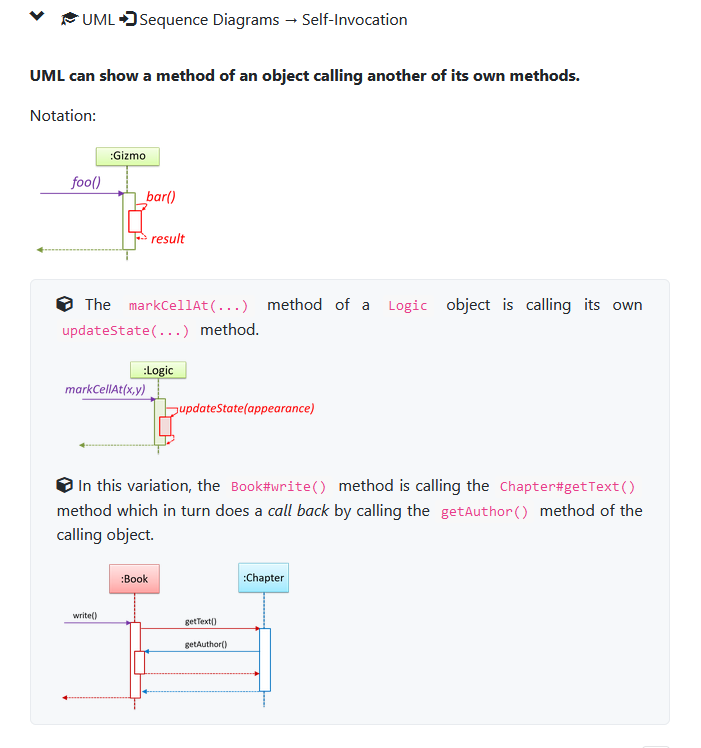 UML Sequence Diagrams → Self-Invocation
UML can show a method of an object calling another of its own methods.
Notation:
:Gizmo
foo()
bar()
result
The markCellAt(...) method of a Logic object is calling its own
updateState(...) method.
:Logic
markCellAt(x,y)
updateState(appearance)
In this variation, the Book#write() method is calling the Chapter#getText()
method which in turn does a call back by calling the getAuthor() method of the
calling object.
:Book
:Chapter
write()
getText()
getAuthor()